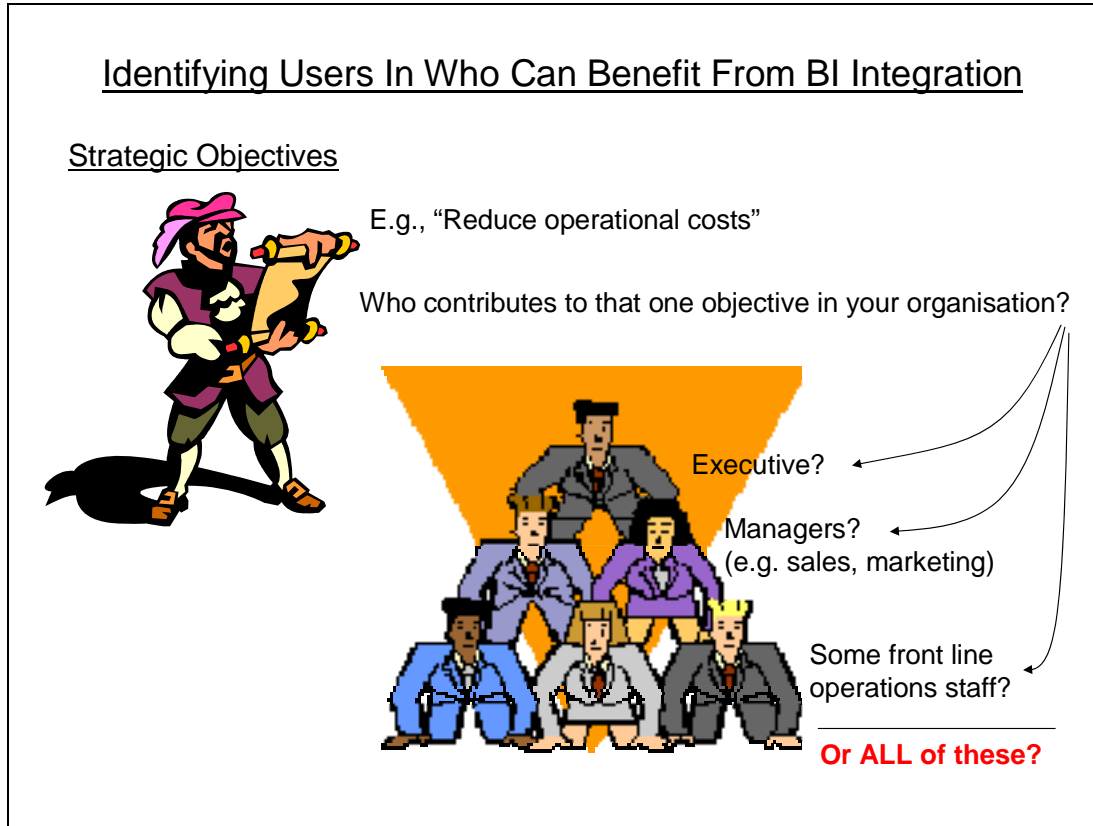 Identifying Users In Who Can Benefit From BI Integration
Strategic Objectives
E.g., “Reduce operational costs”
Who contributes to that one objective in your organisation?
Executive?
Managers?
(e.g. sales, marketing)
Some front line
operations staff?
Or ALL of these?